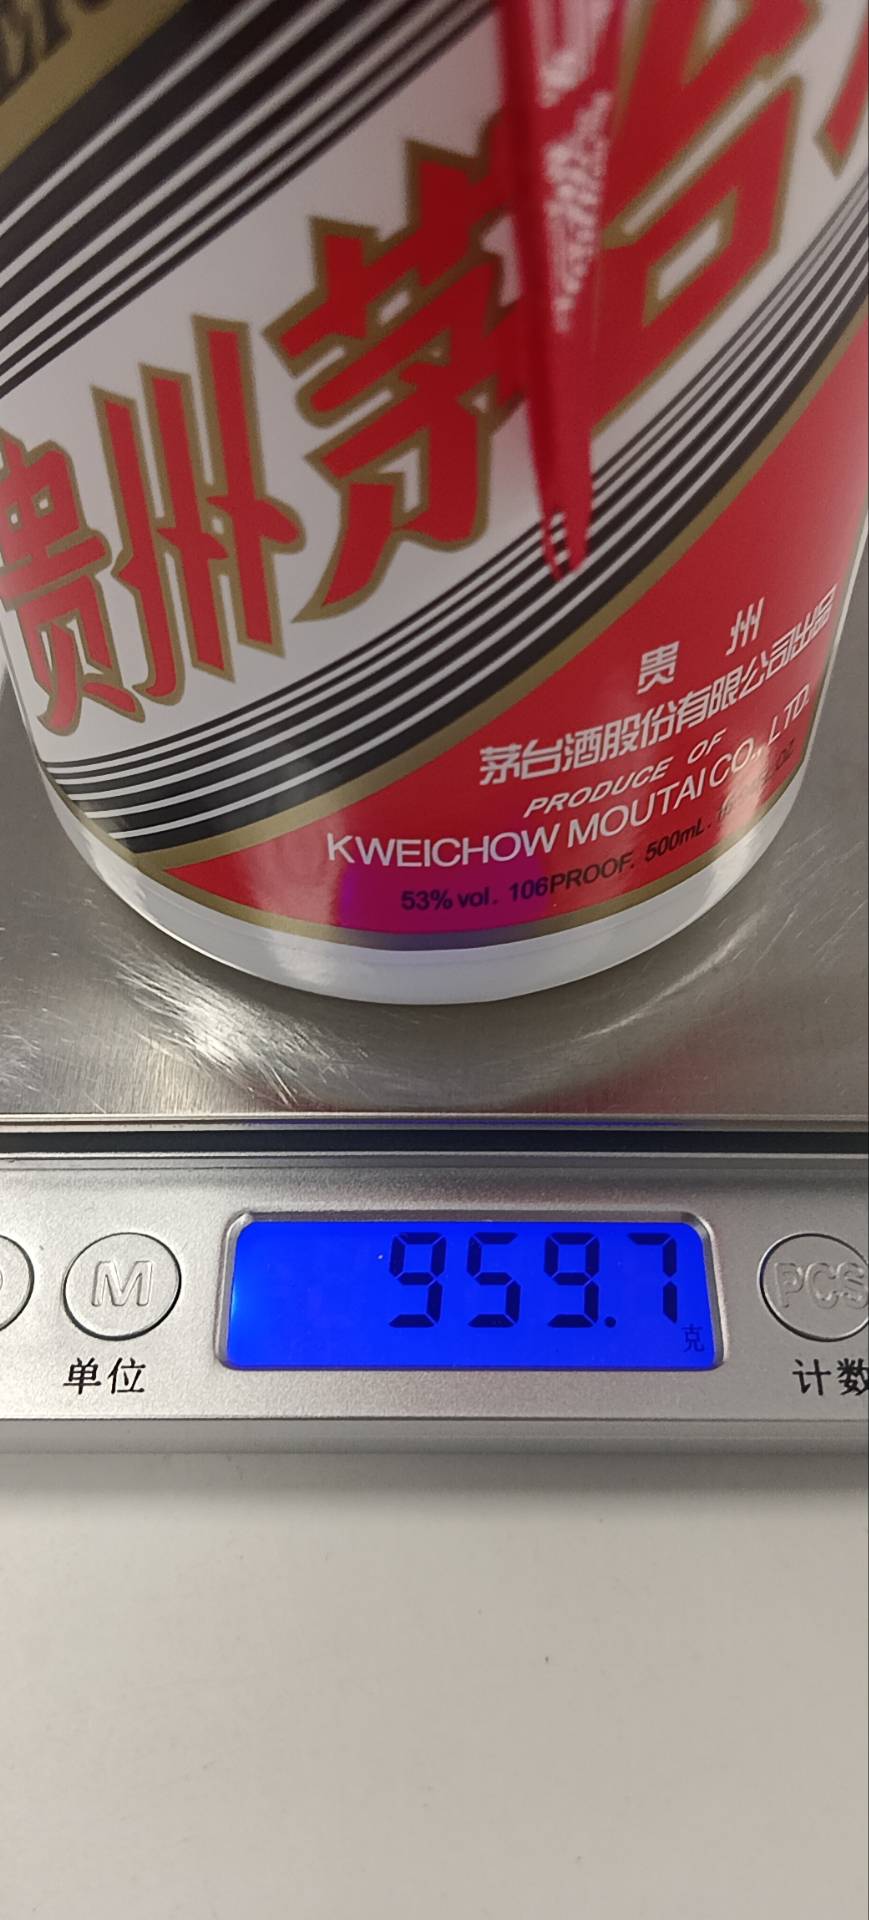 贵州茅台
贵 州
茅台酒股份有限公司出品
PRODUCE OF
KWEICHOW MOUTAI CO., LTD.
53% vol. 106PROOF. 500mL.
959.7
克
M
PCS
单位
计数